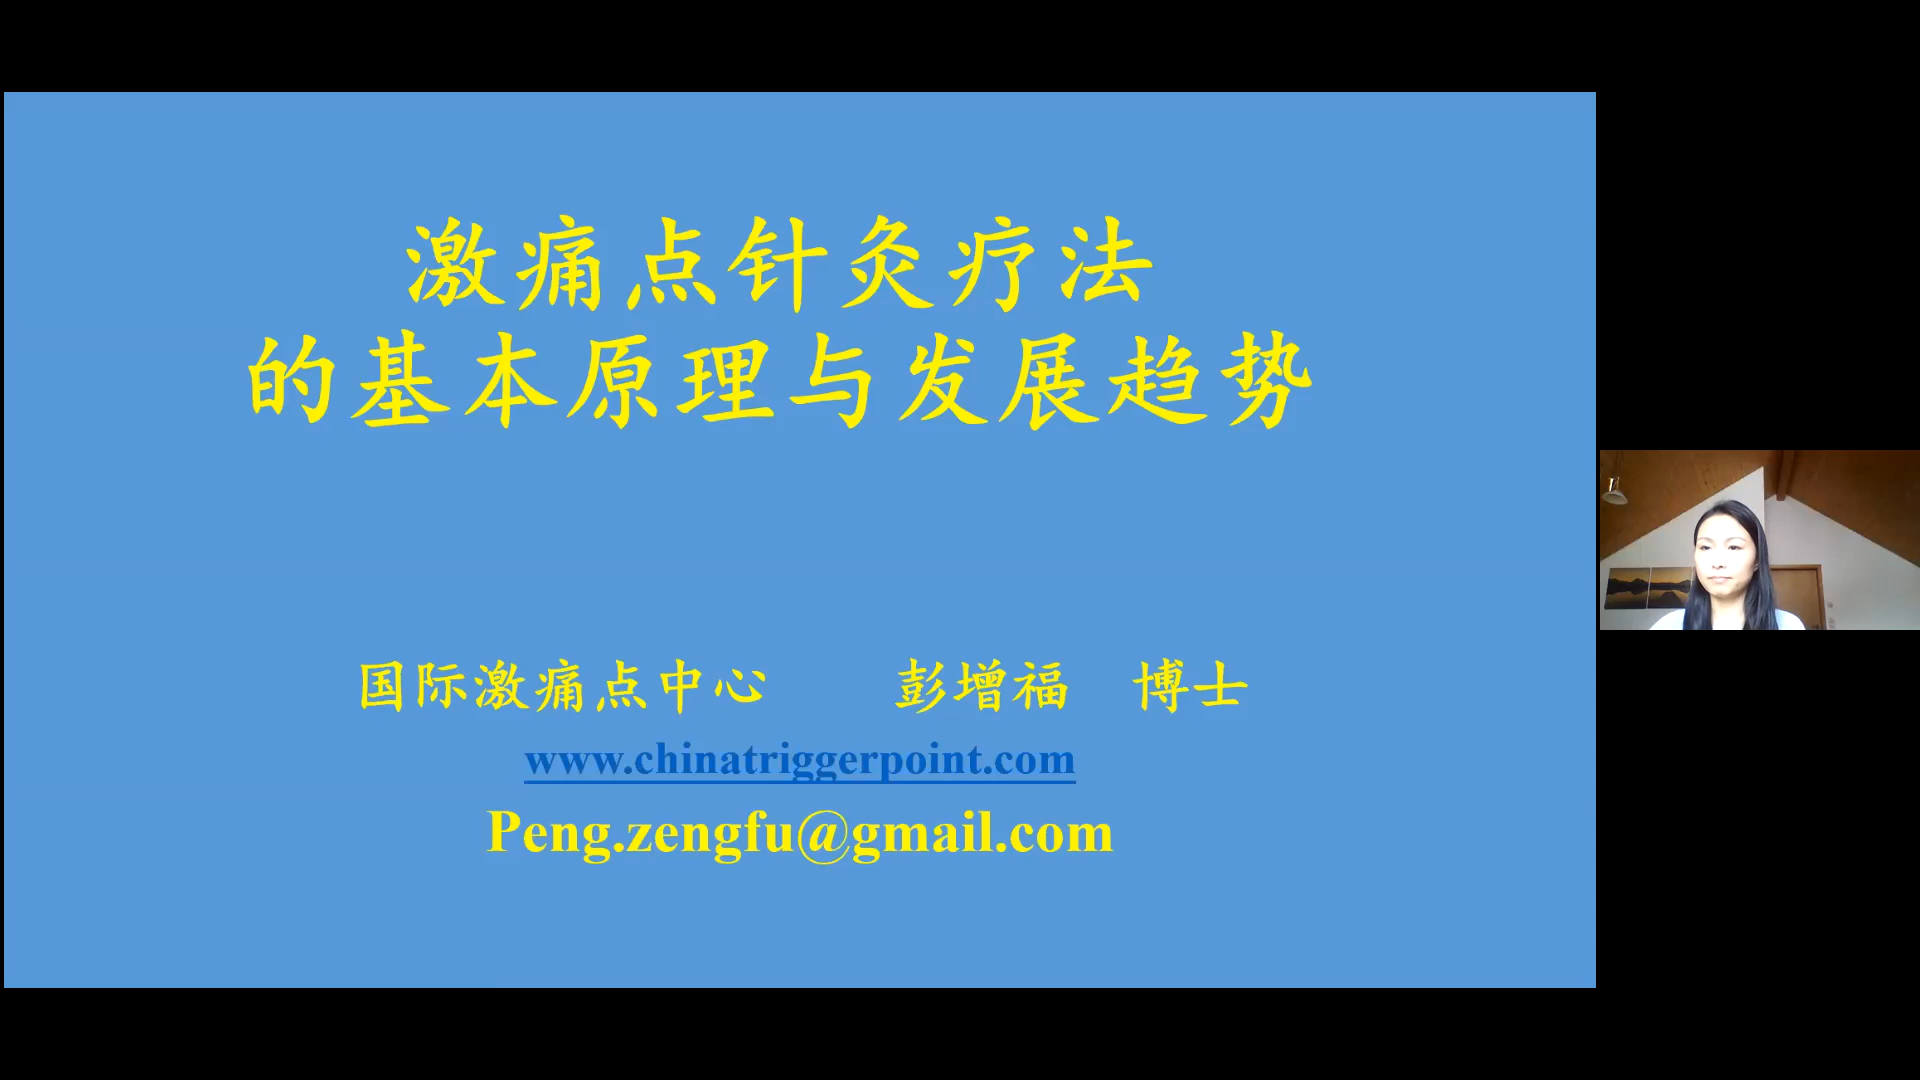 激痛点针灸疗法
的基本原理与发展趋势
国际激痛点中心 彭增福 博士
www.chinatriggerpoint.com
Peng.zengfu@gmail.com